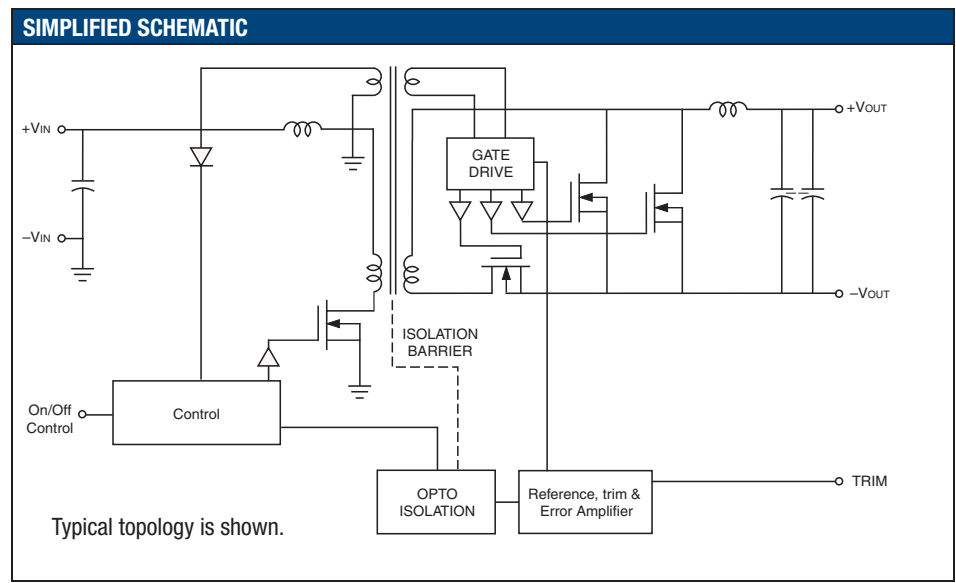 SIMPLIFIED SCHEMATIC
+VIN
+VOUT
GATE
DRIVE
–VIN
–VOUT
ISOLATION
BARRIER
On/Off
Control
Control
TRIM
OPTO
ISOLATION
Reference, trim &
Error Amplifier
Typical topology is shown.